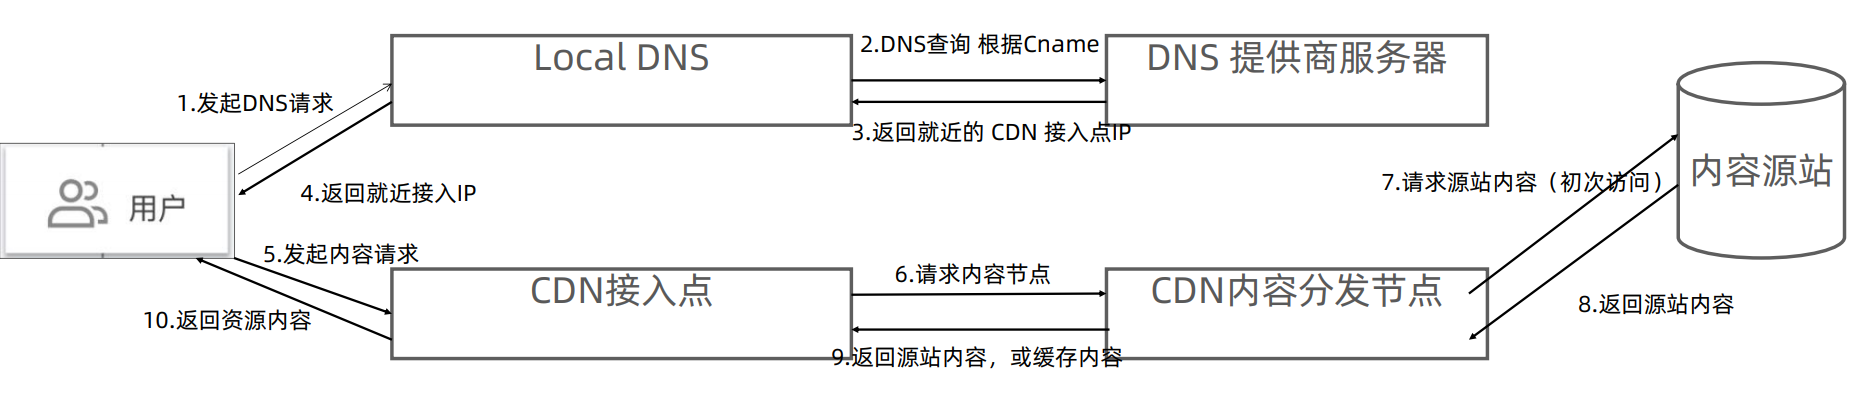 Local DNS
2.DNS查询 根据Cname
DNS 提供商服务器
1.发起DNS请求
3.返回就近的 CDN 接入点IP
内容源站
7.请求源站内容（初次访问）
4.返回就近接入IP
用户
5.发起内容请求
CDN接入点
6.请求内容节点
CDN内容分发节点
8.返回源站内容
10.返回资源内容
9.返回源站内容，或缓存内容